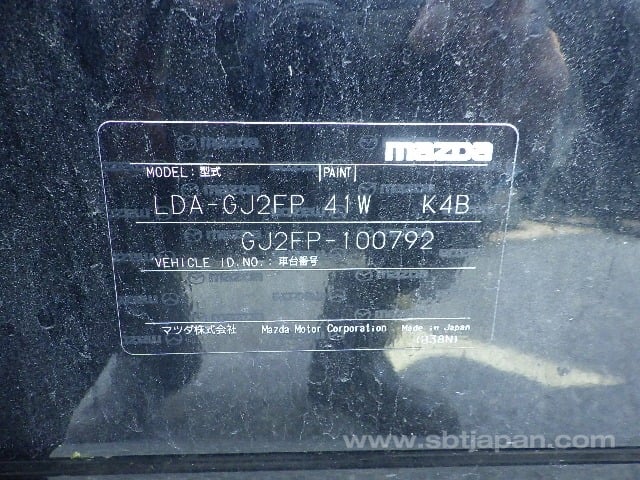 mazda
MODEL:型式 PAINT
LDA-GJ2FP 41W K4B
GJ2FP-100792
VEHICLE ID.NO.:車台番号
マツダ株式会社 Mazda Motor Corporation Made in Japan
(338N)
www.sbtjapan.com